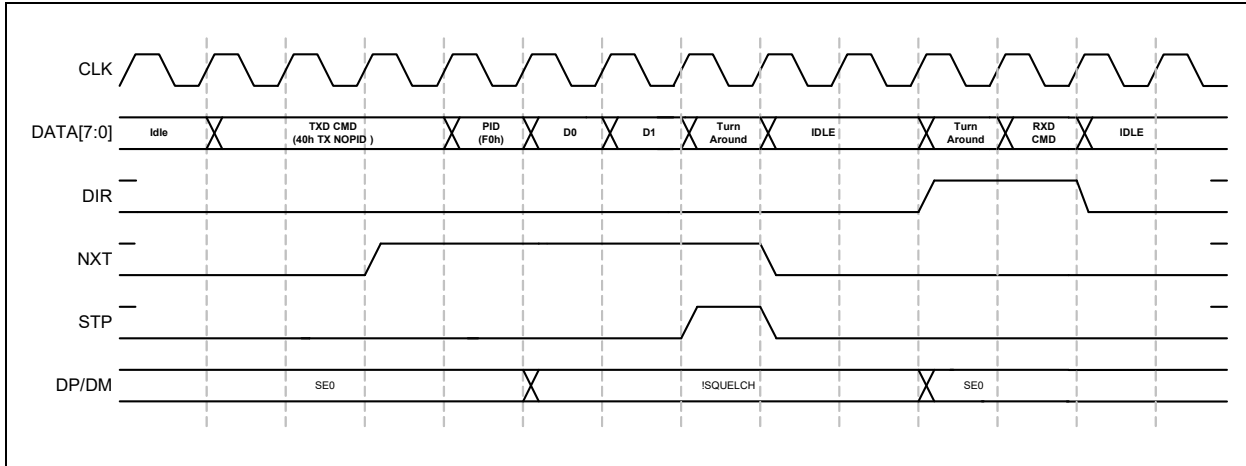 CLK
DATA[7:0]
Idle
TXD CMD
(40h TX NOPID )
PID
(F0h)
D0
D1
Turn
Around
IDLE
Turn
Around
RXD
CMD
IDLE
DIR
NXT
STP
DP/DM
SE0
!SQUELCH
SE0